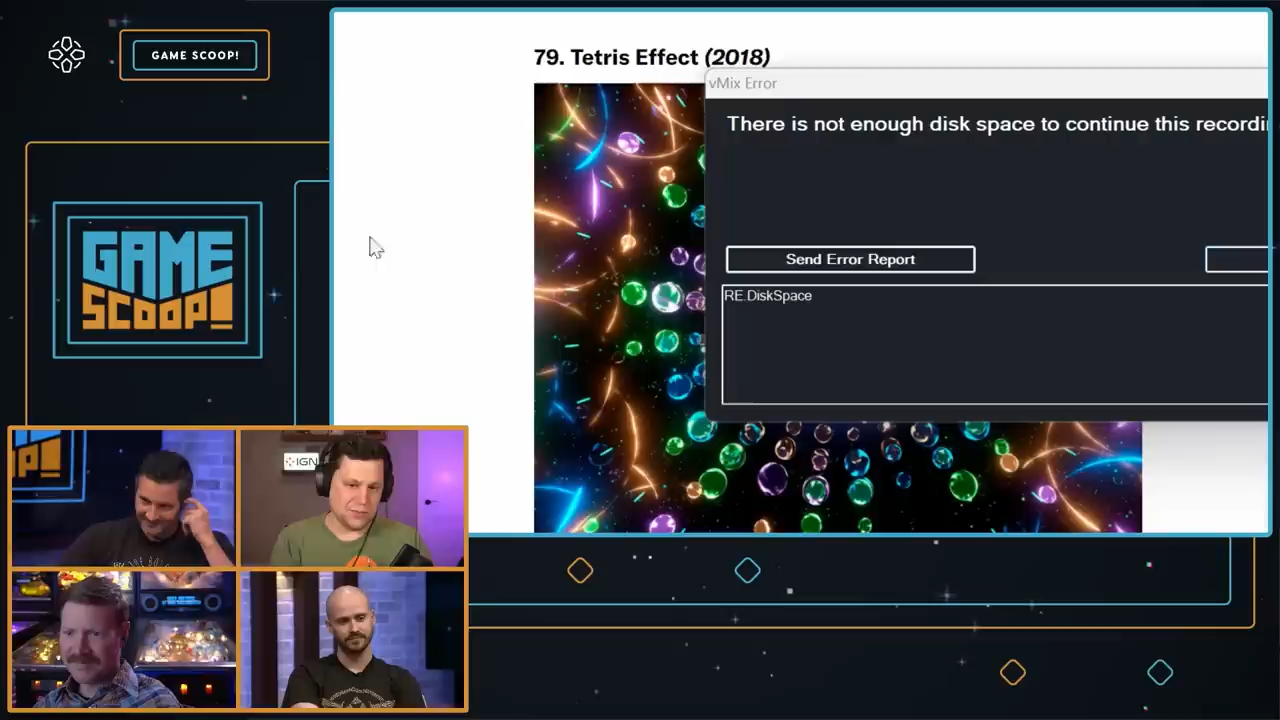 GAME SCOOP!
79. Tetris Effect (2018)
vMix Error
There is not enough disk space to continue this recordi
Send Error Report
RE.DiskSpace
GAME
SCOOP!
P!
IGN